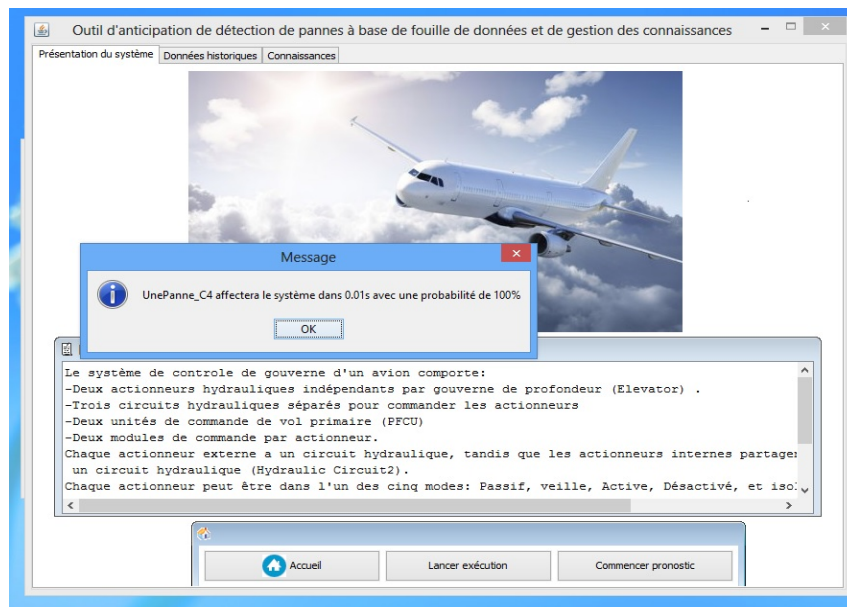 Outil d'anticipation de détection de pannes à base de fouille de données et de gestion des connaissances
Présentation du système Données historiques Connaissances
Message
UnePanne_C4 affectera le système dans 0.01s avec une probabilité de 100%
OK
Le système de controle de gouverne d'un avion comporte:
-Deux actionneurs hydrauliques indépendants par gouverne de profondeur (Elevator) .
-Trois circuits hydrauliques séparés pour commander les actionneurs
-Deux unités de commande de vol primaire (PFCU)
-Deux modules de commande par actionneur.
Chaque actionneur externe a un circuit hydraulique, tandis que les actionneurs internes partage
un circuit hydraulique (Hydraulic Circuit2).
Chaque actionneur peut être dans l'un des cinq modes: Passif, veille, Active, Désactivé, et iso
Accueil Lancer exécution Commencer pronostic